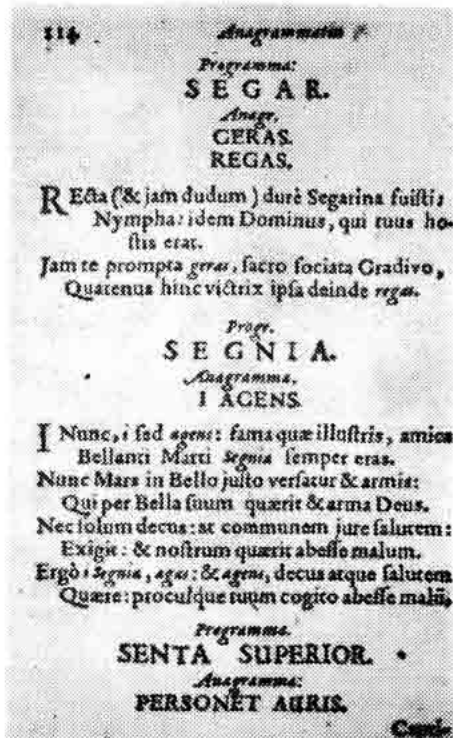 114 Anagrammatum
Programma:
SEGAR.
Anagr.
GERAS.
REGAS.
REcta (& jam dudum) durè Segarina fuisti;
Nympha: idem Dominus, qui tuus ho-
stis erat.
Jam te prompta geras, sacro sociata Gradivo,
Quatenus hinc victrix ipsa deinde regas.
Progr.
SEGNIA.
Anagramma.
I AGENS.
I Nunc, i sed agens: fama quæ illustris, amica
Bellanti Marti Segnia semper eras.
Nunc Mars in Bello justo versatur & armis:
Qui per Bella suum quærit & arma Deus.
Nec solum decus: at communem jure salutem:
Exigit: & nostrum quærit abesse malum.
Ergò i Segnia, agas: & agens, decus atque salutem
Quære: proculque tuum cogito abesse malũ.
Programma.
SENTA SUPERIOR.
Anagramma:
PERSONET AURIS.